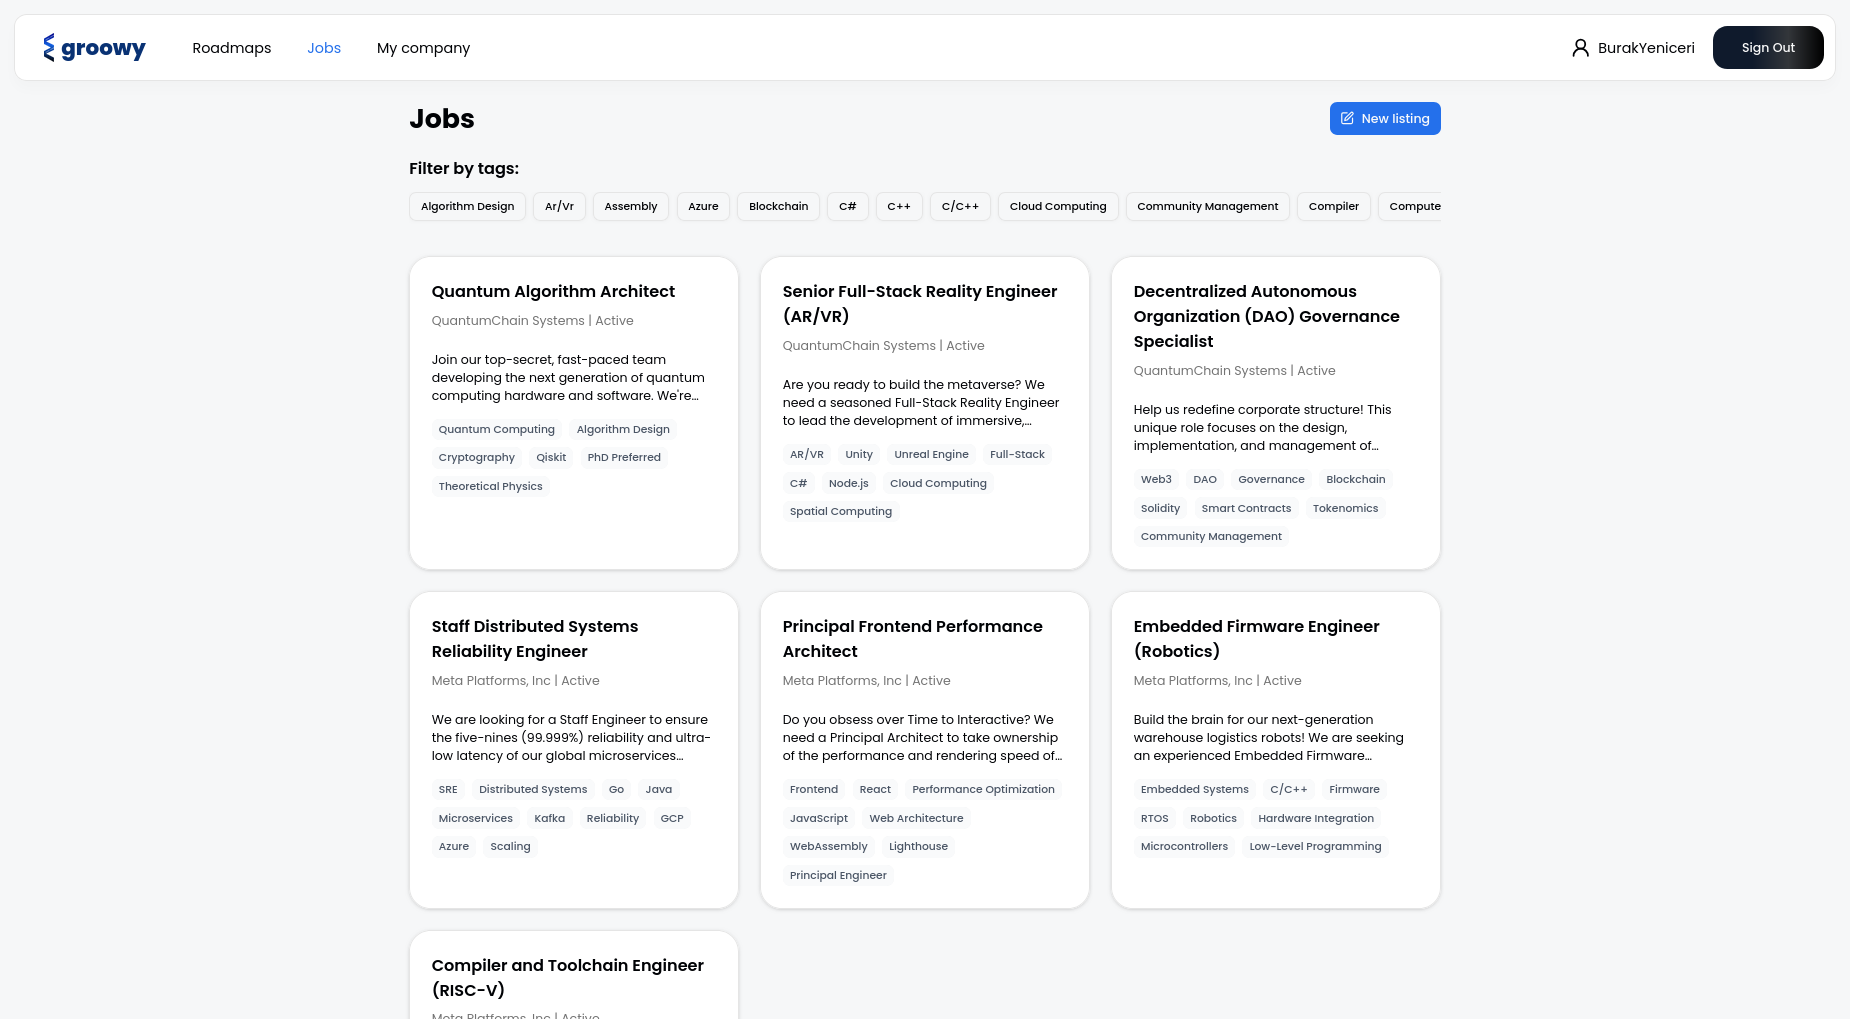 groowy
Roadmaps
Jobs
My company
BurakYeniceri
Sign Out
Jobs
New listing
Filter by tags:
Algorithm Design
Ar/Vr
Assembly
Azure
Blockchain
C#
C++
C/C++
Cloud Computing
Community Management
Compiler
Compute
Quantum Algorithm Architect
QuantumChain Systems | Active
Join our top-secret, fast-paced team
developing the next generation of quantum
computing hardware and software. We're...
Quantum Computing
Algorithm Design
Cryptography
Qiskit
PhD Preferred
Theoretical Physics
Senior Full-Stack Reality Engineer
(AR/VR)
QuantumChain Systems | Active
Are you ready to build the metaverse? We
need a seasoned Full-Stack Reality Engineer
to lead the development of immersive,...
AR/VR
Unity
Unreal Engine
Full-Stack
C#
Node.js
Cloud Computing
Spatial Computing
Decentralized Autonomous
Organization (DAO) Governance
Specialist
QuantumChain Systems | Active
Help us redefine corporate structure! This
unique role focuses on the design,
implementation, and management of...
Web3
DAO
Governance
Blockchain
Solidity
Smart Contracts
Tokenomics
Community Management
Staff Distributed Systems
Reliability Engineer
Meta Platforms, Inc | Active
We are looking for a Staff Engineer to ensure
the five-nines (99.999%) reliability and ultra-
low latency of our global microservices...
SRE
Distributed Systems
Go
Java
Microservices
Kafka
Reliability
GCP
Azure
Scaling
Principal Frontend Performance
Architect
Meta Platforms, Inc | Active
Do you obsess over Time to Interactive? We
need a Principal Architect to take ownership
of the performance and rendering speed of...
Frontend
React
Performance Optimization
JavaScript
Web Architecture
WebAssembly
Lighthouse
Principal Engineer
Embedded Firmware Engineer
(Robotics)
Meta Platforms, Inc | Active
Build the brain for our next-generation
warehouse logistics robots! We are seeking
an experienced Embedded Firmware...
Embedded Systems
C/C++
Firmware
RTOS
Robotics
Hardware Integration
Microcontrollers
Low-Level Programming
Compiler and Toolchain Engineer
(RISC-V)
Meta Platforms, Inc | Active